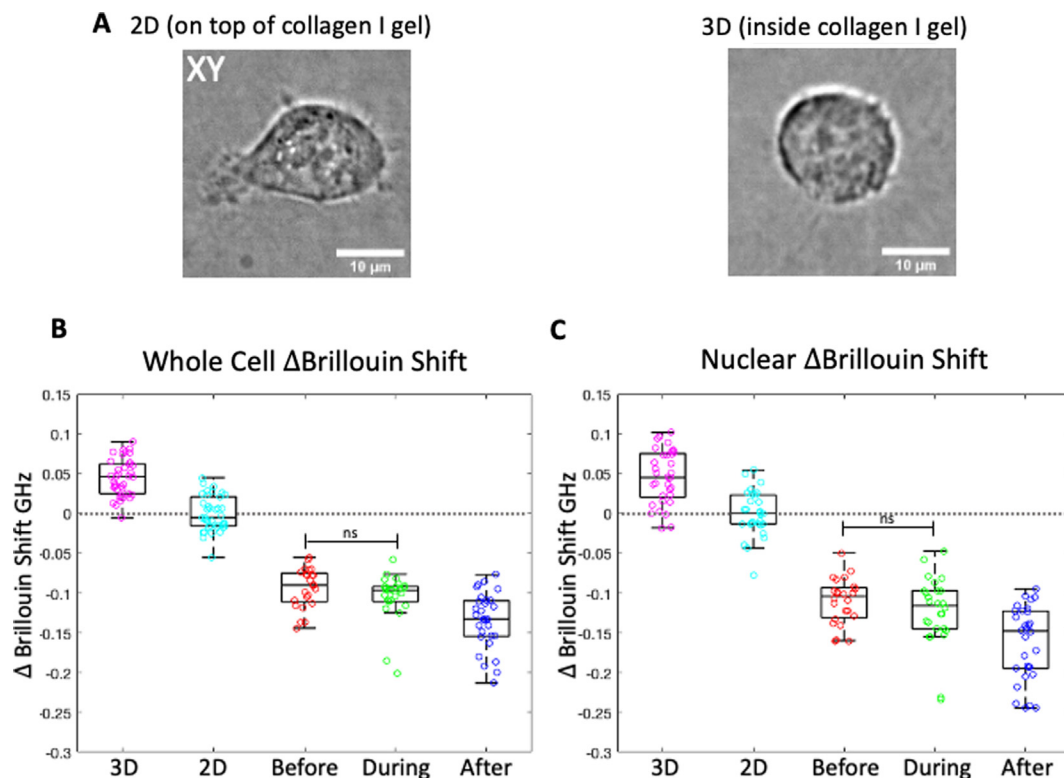 A 2D (on top of collagen I gel)
3D (inside collagen I gel)
XY
10 µm
10 µm
B
Whole Cell ΔBrillouin Shift
Δ Brillouin Shift GHz
0.15
0.1
0.05
0
-0.05
-0.1
-0.15
-0.2
-0.25
-0.3
ns
3D 2D Before During After
C
Nuclear ΔBrillouin Shift
Δ Brillouin Shift GHz
0.15
0.1
0.05
0
-0.05
-0.1
-0.15
-0.2
-0.25
-0.3
ns
3D 2D Before During After